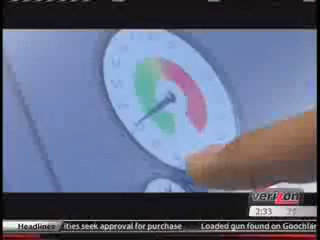 verizon
2:33
Headlines
ities seek approval for purchase
Loaded gun found on Goochlan